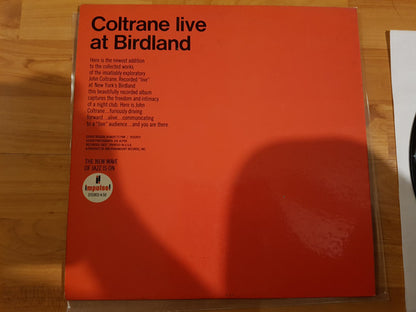 Coltrane live
at Birdland
Here is the newest addition
to the collected works
of the insatiably exploratory
John Coltrane. Recorded "live"
at New York's Birdland
this beautifully recorded album
captures the freedom and intimacy
of a night club. Here is John
Coltrane...furiously driving
forward...alive... communicating
to a "live" audience...and you are there
THE NEW WAVE
OF JAZZ IS ON
impulse!
STEREO A-50